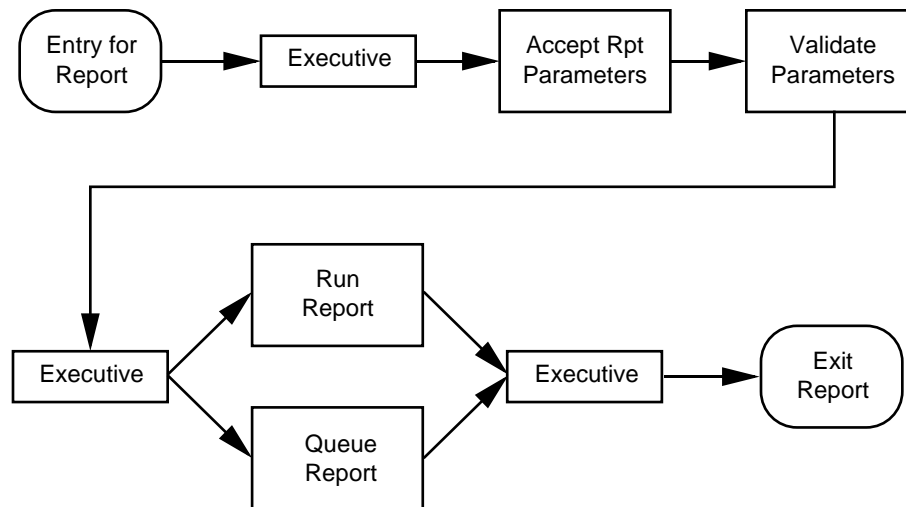 Entry for
Report
Executive
Accept Rpt
Parameters
Validate
Parameters
Run
Report
Executive
Executive
Exit
Report
Queue
Report